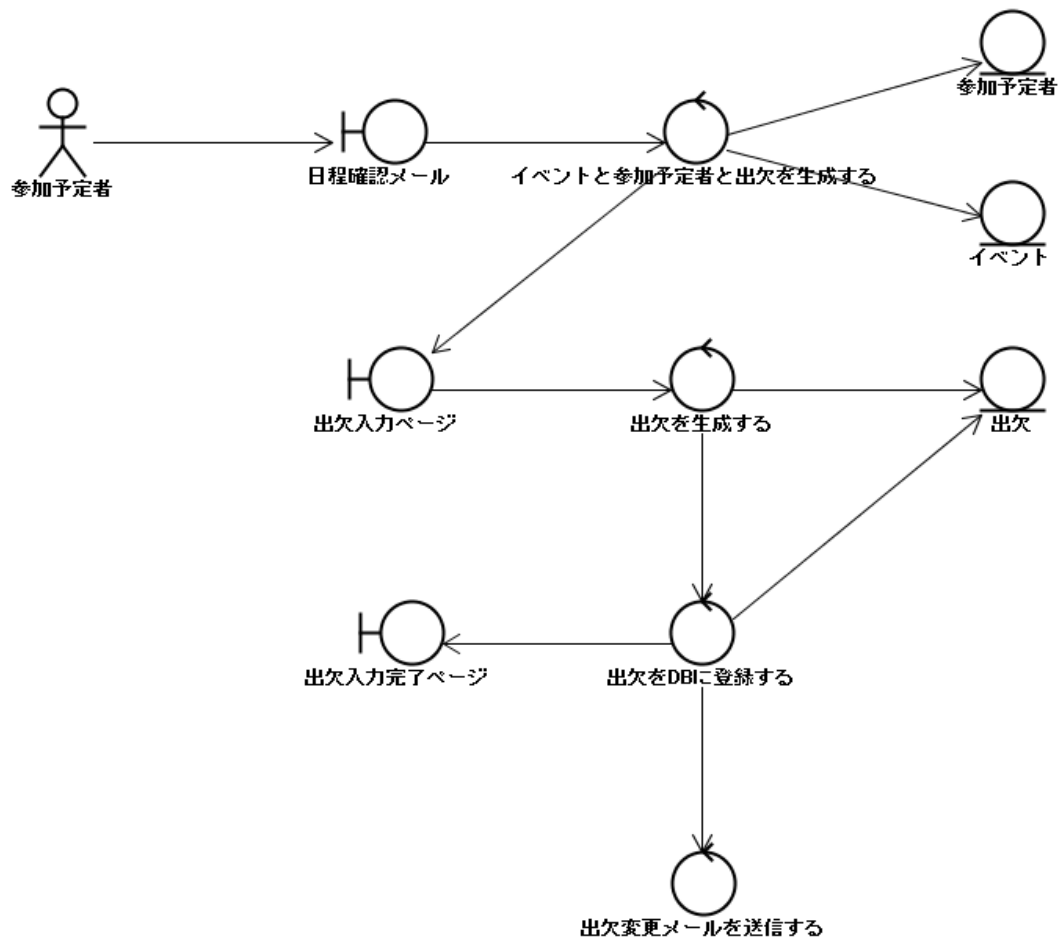 参加予定者
参加予定者
日程確認メール
イベントと参加予定者と出欠を生成する
イベント
出欠入力ページ
出欠を生成する
出欠
出欠入力完了ページ
出欠をDBに登録する
出欠変更メールを送信する